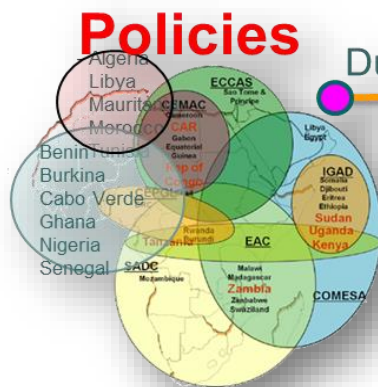 Policies
Du
Algeria
Libya
Maurita
Morocco
Tunisia
Benin
Burkina
Cabo Verde
Ghana
Nigeria
Senegal
ECCAS
Sao Tome &
Principe
CEMAC
Cameroon
CAR
Gabon
Equatorial
Guinea
Rep of
Congo
CEPGL
Rwanda
Burundi
Tanzania
Libya
Egypt
IGAD
Somalia
Djibouti
Eritrea
Ethiopia
Sudan
Uganda
Kenya
EAC
SADC
Mozambique
Malawi
Madagascar
Zambia
Zimbabwe
Swaziland
COMESA